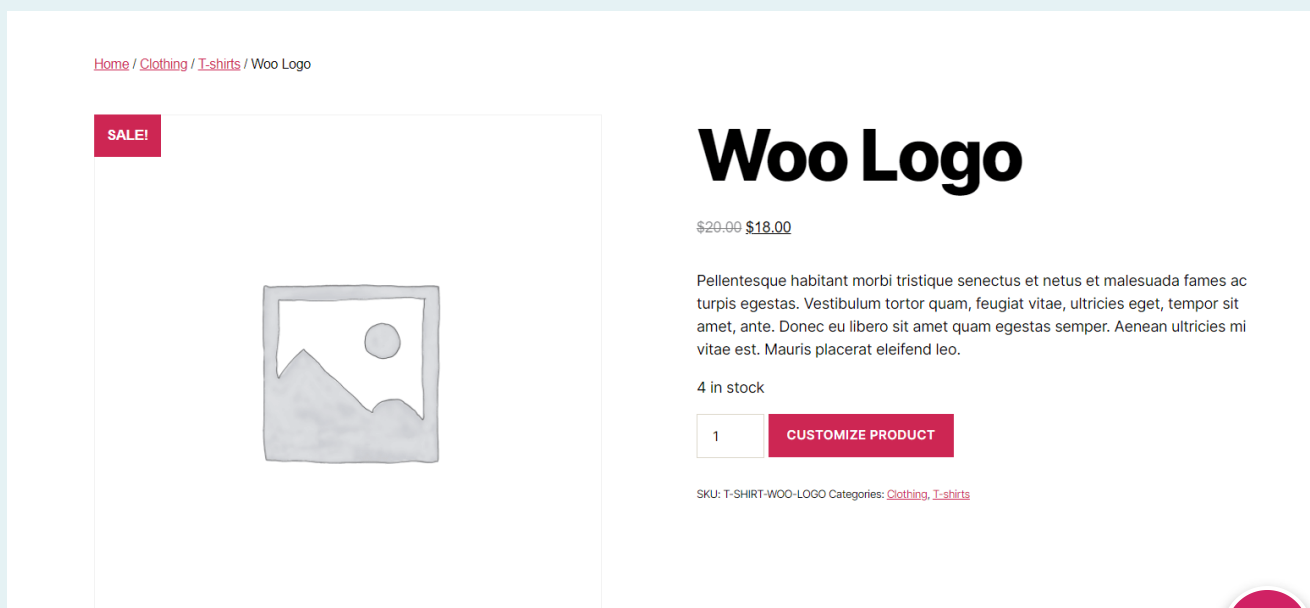 Home / Clothing / T-shirts / Woo Logo
SALE!
Woo Logo
$20.00 $18.00
Pellentesque habitant morbi tristique senectus et netus et malesuada fames ac
turpis egestas. Vestibulum tortor quam, feugiat vitae, ultricies eget, tempor sit
amet, ante. Donec eu libero sit amet quam egestas semper. Aenean ultricies mi
vitae est. Mauris placerat eleifend leo.
4 in stock
1 CUSTOMIZE PRODUCT
SKU: T-SHIRT-WOO-LOGO Categories: Clothing, T-shirts